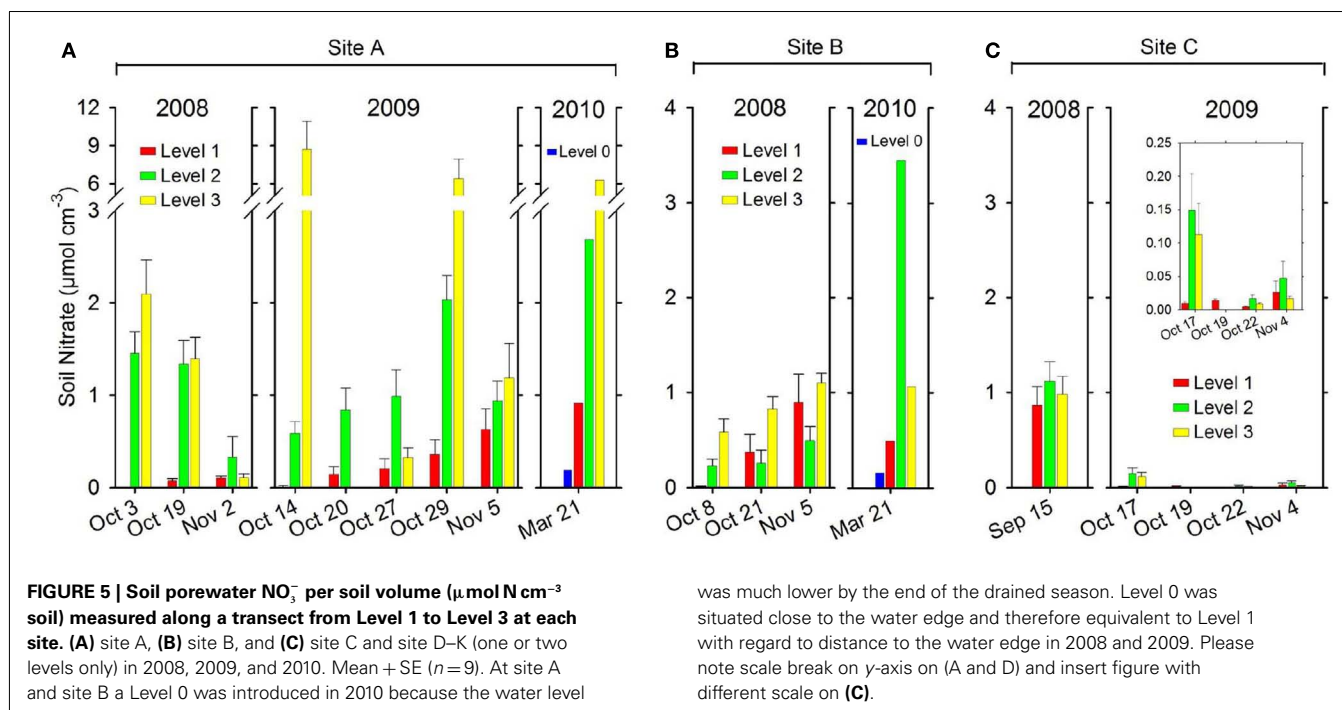 A
Site A
2008
2009
2010
12
9
6
3
2
1
0
Soil Nitrate (µmol cm⁻³)
Level 1
Level 2
Level 3
Level 0
Oct 3
Oct 19
Nov 2
Oct 14
Oct 20
Oct 27
Oct 29
Nov 5
Mar 21
B
Site B
2008
2010
4
3
2
1
0
Level 1
Level 2
Level 3
Level 0
Oct 8
Oct 21
Nov 5
Mar 21
C
Site C
2008
2009
4
3
2
1
0
0.25
0.20
0.15
0.10
0.05
0.00
Oct 17
Oct 19
Oct 22
Nov 4
Level 1
Level 2
Level 3
Sep 15
Oct 17
Oct 19
Oct 22
Nov 4
FIGURE 5 | Soil porewater NO₃⁻ per soil volume (µmol N cm⁻³
soil) measured along a transect from Level 1 to Level 3 at each
site. (A) site A, (B) site B, and (C) site C and site D–K (one or two
levels only) in 2008, 2009, and 2010. Mean + SE (n = 9). At site A
and site B a Level 0 was introduced in 2010 because the water level
was much lower by the end of the drained season. Level 0 was
situated close to the water edge and therefore equivalent to Level 1
with regard to distance to the water edge in 2008 and 2009. Please
note scale break on y-axis on (A and D) and insert figure with
different scale on (C).